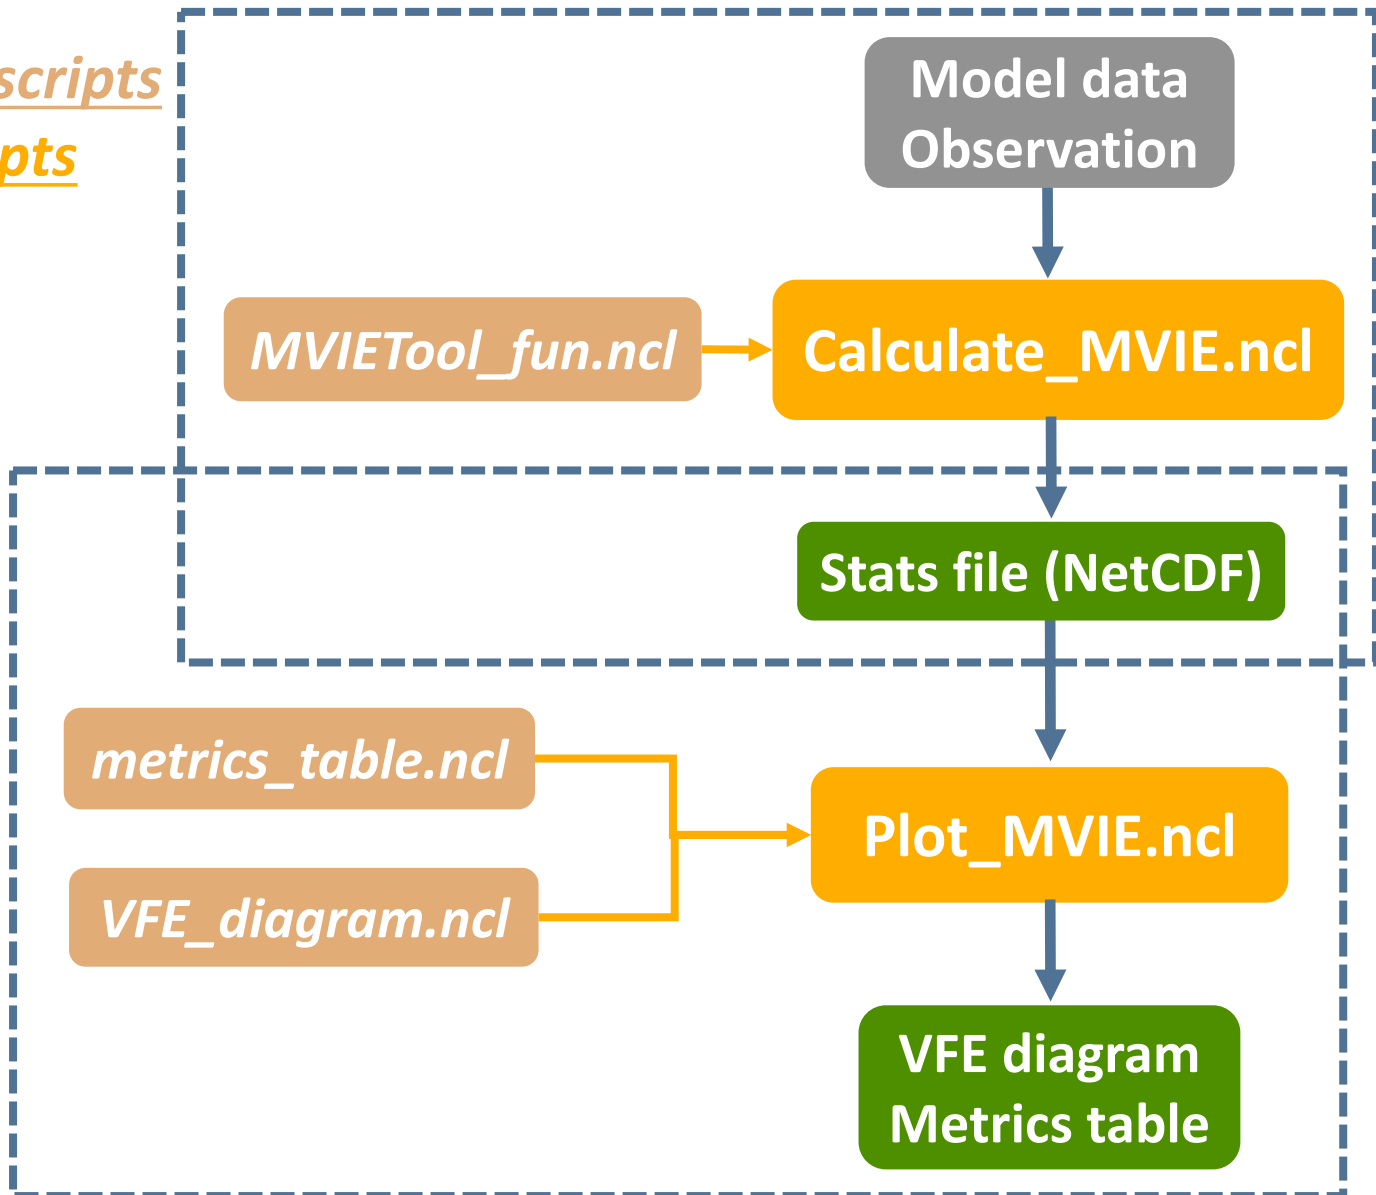 scripts
pts
Model data
Observation
MVIETool_fun.ncl
Calculate_MVIE.ncl
Stats file (NetCDF)
metrics_table.ncl
Plot_MVIE.ncl
VFE_diagram.ncl
VFE diagram
Metrics table